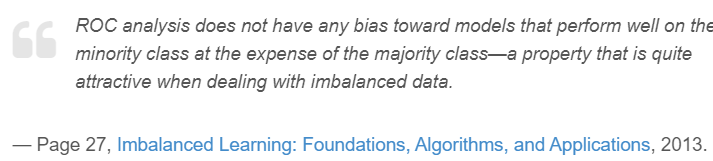 ROC analysis does not have any bias toward models that perform well on the
minority class at the expense of the majority class—a property that is quite
attractive when dealing with imbalanced data.
— Page 27, Imbalanced Learning: Foundations, Algorithms, and Applications, 2013.